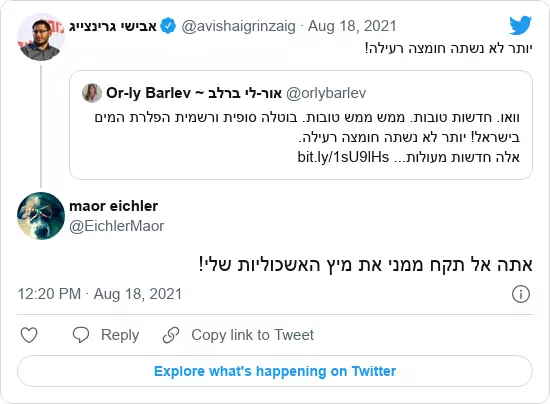 אבישי גרינצייג @avishaigrinzaig · Aug 18, 2021
יותר לא נשתה חומצה רעילה!
Or-ly Barlev ~ אור-לי ברלב @orlybarlev
וואו. חדשות טובות. ממש ממש טובות. בוטלה סופית ורשמית הפלרת המים
בישראל! יותר לא נשתה חומצה רעילה.
אלה חדשות מעולות... bit.ly/1sU9lHs
maor eichler
@EichlerMaor
אתה אל תקח ממני את מיץ האשכוליות שלי!
12:20 PM · Aug 18, 2021
Reply
Copy link to Tweet
Explore what's happening on Twitter